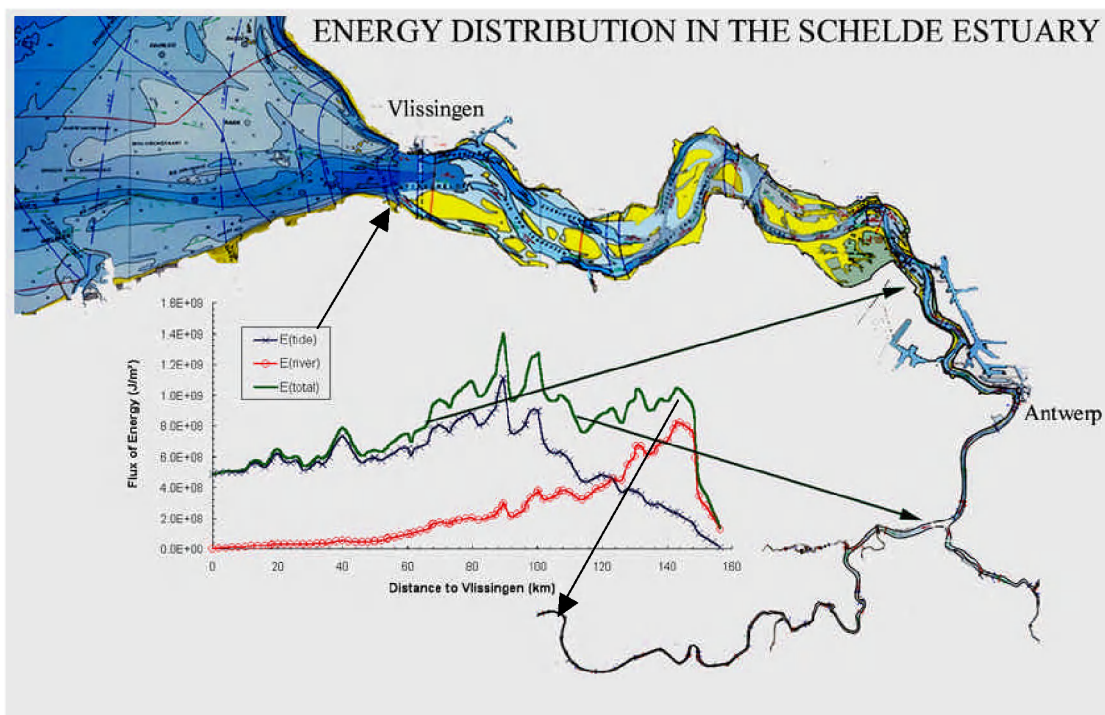 ENERGY DISTRIBUTION IN THE SCHELDE ESTUARY
Vlissingen
Antwerp
1.6E+09
1.4E+09
1.2E+09
1.0E+09
8.0E+08
6.0E+08
4.0E+08
2.0E+08
0.0E+00
Flux of Energy (J/m²)
E(tide)
E(river)
E(total)
0 20 40 60 80 100 120 140 160
Distance to Vlissingen (km)